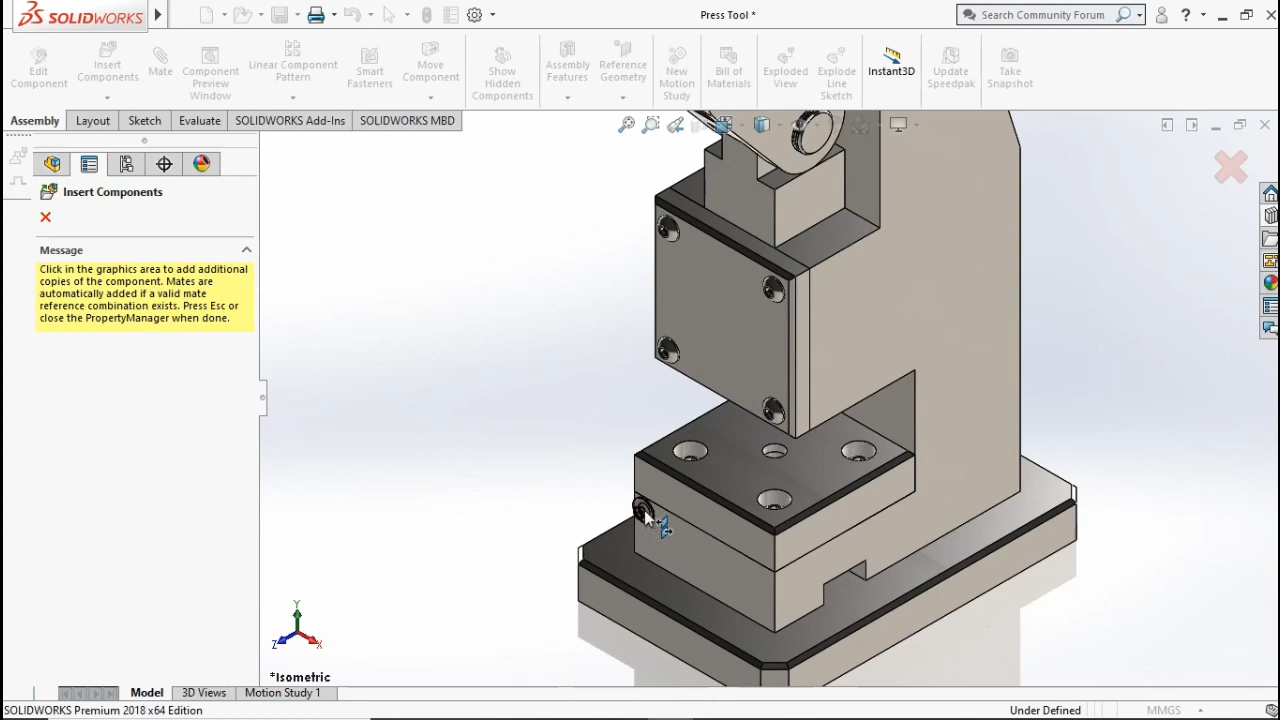 SOLIDWORKS
Press Tool *
Search Community Forum
?
Edit Component
Insert Components
Mate
Component Preview Window
Linear Component Pattern
Smart Fasteners
Move Component
Show Hidden Components
Assembly Features
Reference Geometry
New Motion Study
Bill of Materials
Exploded View
Explode Line Sketch
Instant3D
Update Speedpak
Take Snapshot
Assembly
Layout
Sketch
Evaluate
SOLIDWORKS Add-Ins
SOLIDWORKS MBD
Insert Components
Message
Click in the graphics area to add additional
copies of the component. Mates are
automatically added if a valid mate
reference combination exists. Press Esc or
close the PropertyManager when done.
Y
Z
X
*Isometric
Model
3D Views
Motion Study 1
SOLIDWORKS Premium 2018 x64 Edition
Under Defined
MMGS